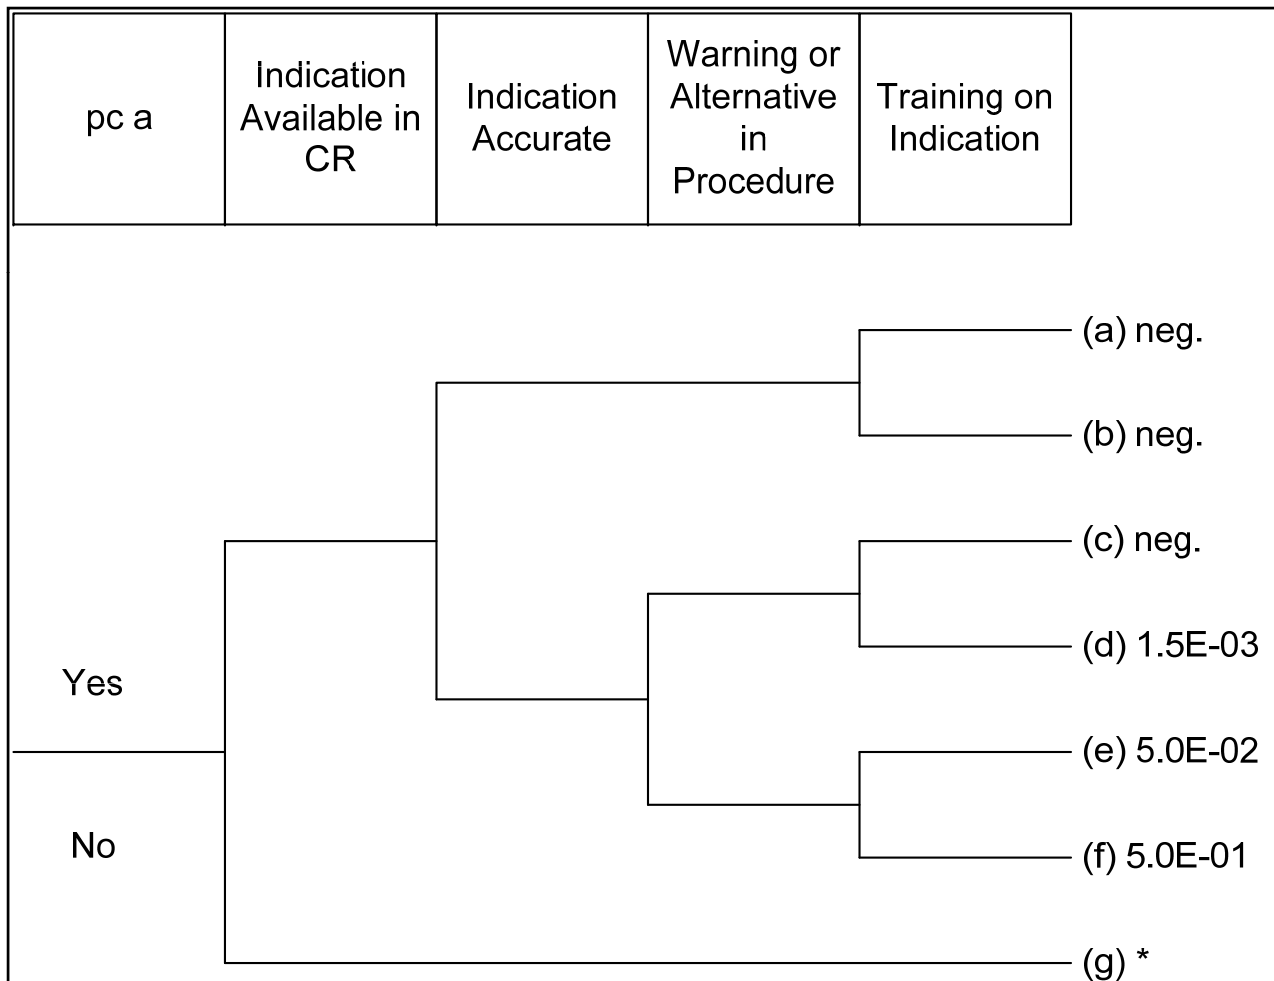 pc a
Indication
Available in
CR
Indication
Accurate
Warning or
Alternative
in
Procedure
Training on
Indication
(a) neg.
(b) neg.
(c) neg.
(d) 1.5E-03
Yes
(e) 5.0E-02
No
(f) 5.0E-01
(g) *